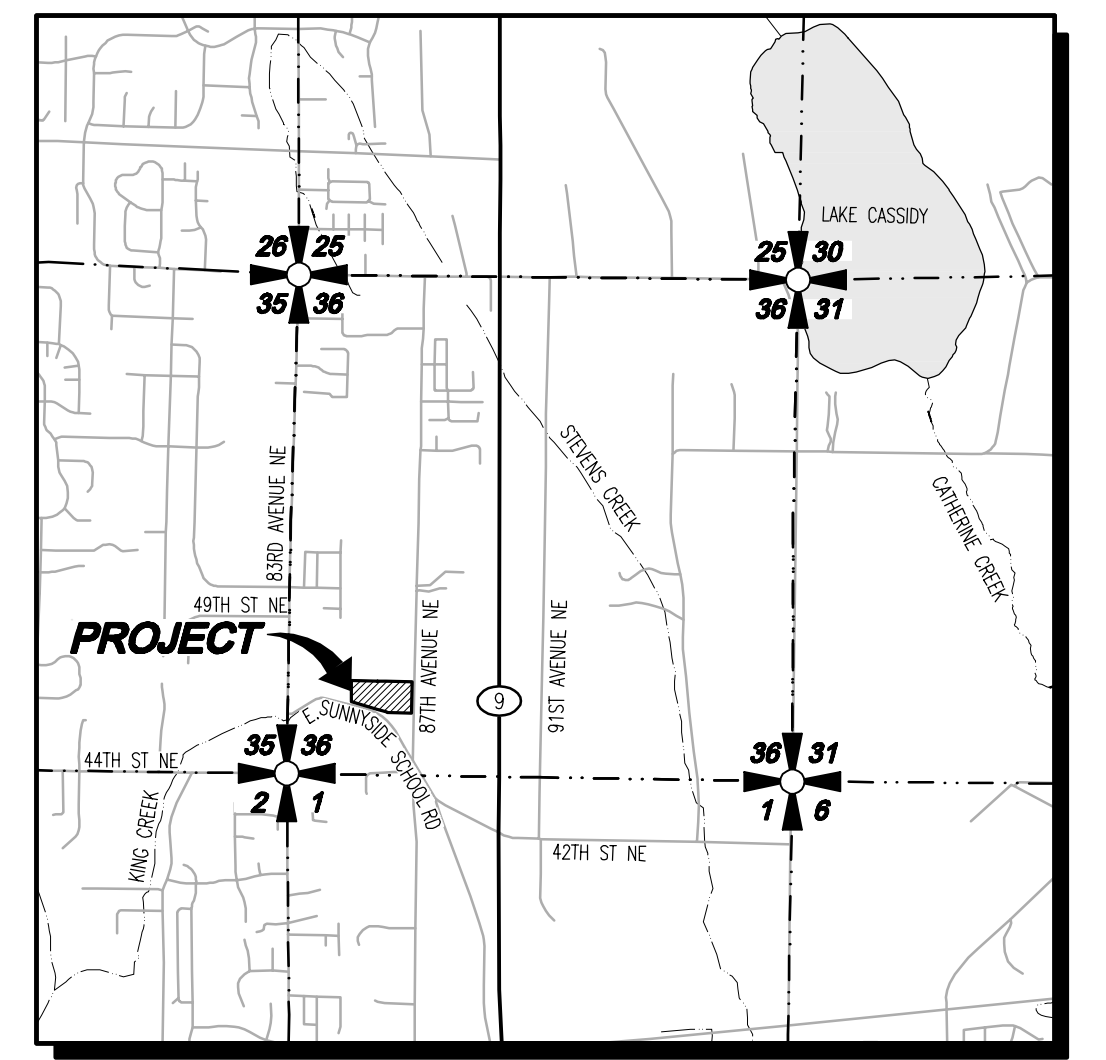 LAKE CASSIDY
26 25
35 36
25 30
36 31
83RD AVENUE NE
STEVENS CREEK
CATHERINE CREEK
49TH ST NE
PROJECT
87TH AVENUE NE
9
91ST AVENUE NE
E. SUNNYSIDE SCHOOL RD
44TH ST NE
35 36
2 1
36 31
1 6
KING CREEK
42TH ST NE